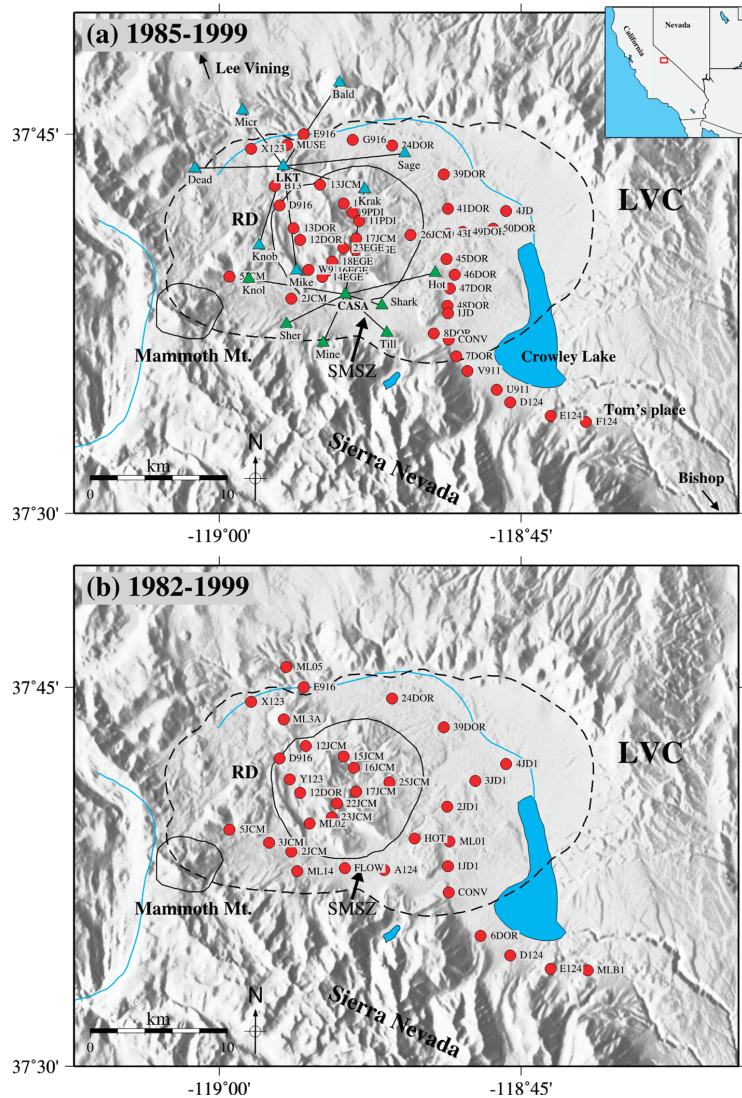 (a) 1985-1999
Lee Vining
California
Nevada
Bald
Micr
37°45'
E916
G916
X123
MUSE
24DOR
Sage
Dead
LKT
39DOR
B13
13JCM
Krak
LVC
D916
19PDI
41DOR
4JD
RD
11PDI
13DOR
26JCM
49DOR
50DOR
12DOR
17JCM
Knob
23EGE
45DOR
18EGE
Hot
46DOR
Mike
16EGE
Knol
14EGE
47DOR
2JCM
CASA
Shark
48DOR
1JD
Sher
Till
8DOR
CONV
Mine
Mammoth Mt.
SMSZ
7DOR
Crowley Lake
V911
U911
D124
Tom's place
E124
F124
N
Sierra Nevada
km
Bishop
0
10
37°30'
-119°00'
-118°45'
(b) 1982-1999
ML05
37°45'
E916
X123
24DOR
ML3A
39DOR
LVC
12JCM
RD
D916
15JCM
4JD1
16JCM
Y123
25JCM
3JD1
12DOR
17JCM
22JCM
2JD1
23JCM
ML02
5JCM
HOT
ML01
3JCM
2JCM
ML14
FLOW
A124
1JD1
CONV
Mammoth Mt.
SMSZ
6DOR
D124
E124
MLB1
N
Sierra Nevada
km
0
10
37°30'
-119°00'
-118°45'